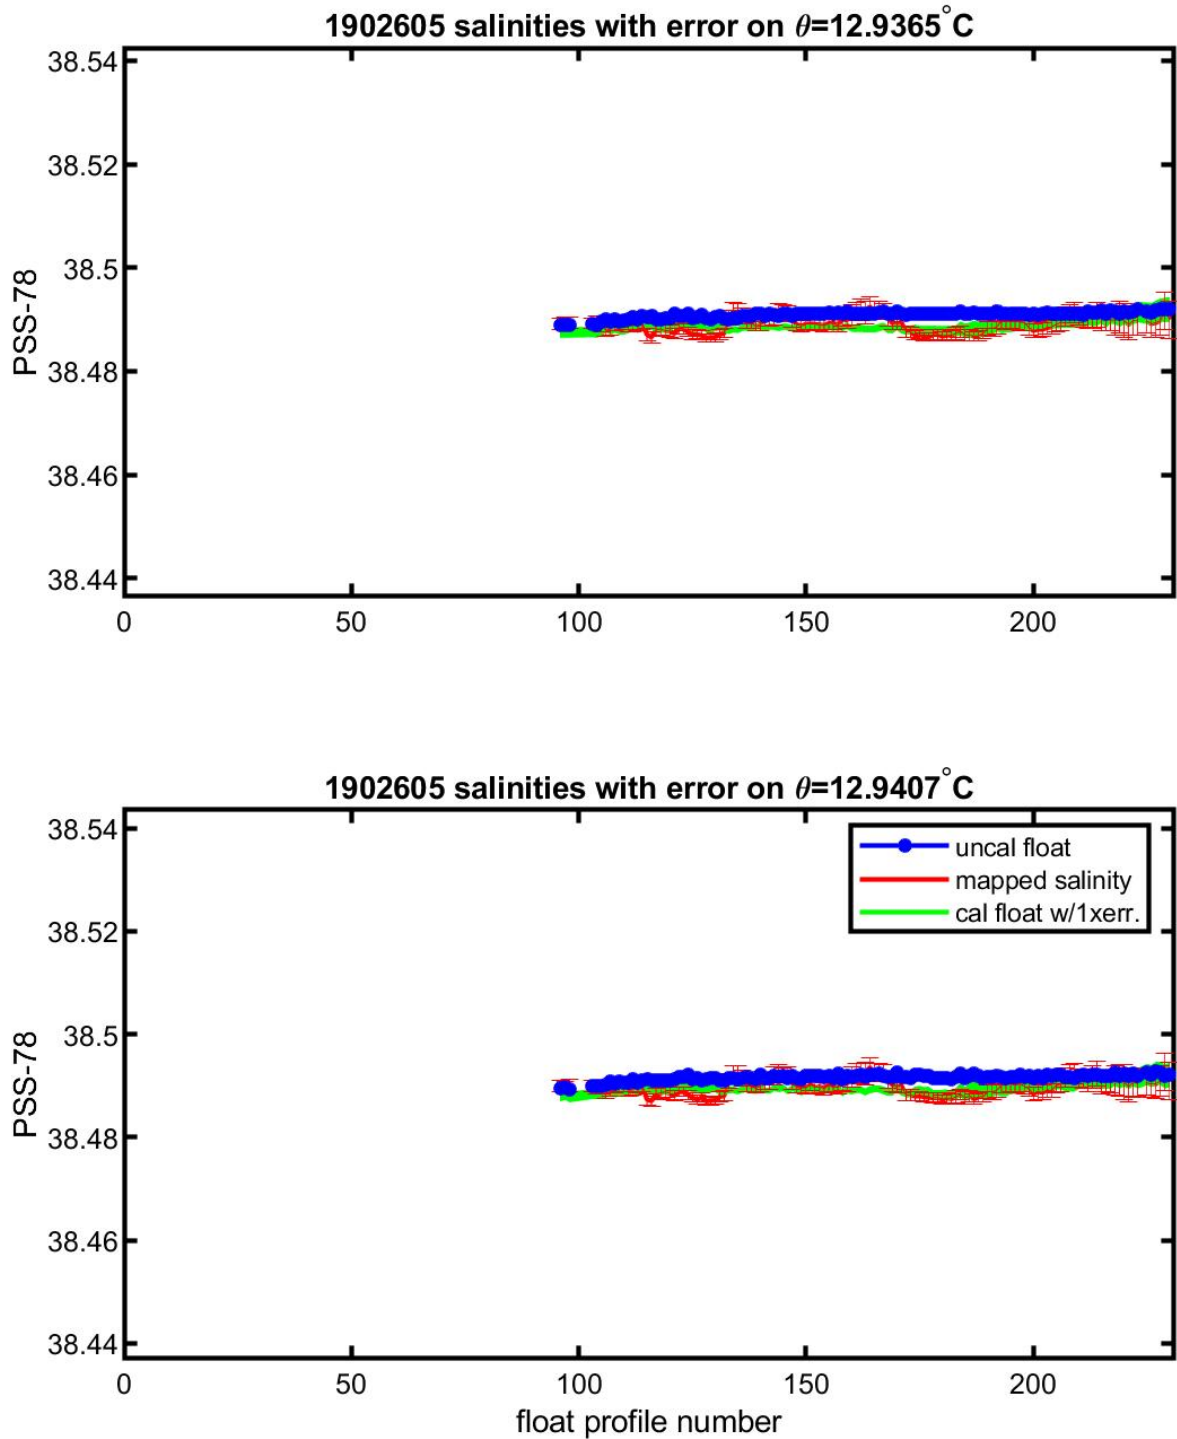 1902605 salinities with error on θ=12.9365°C
38.54
38.52
38.5
38.48
38.46
38.44
PSS-78
0 50 100 150 200
1902605 salinities with error on θ=12.9407°C
38.54
38.52
38.5
38.48
38.46
38.44
PSS-78
uncal float
mapped salinity
cal float w/1xerr.
0 50 100 150 200
float profile number